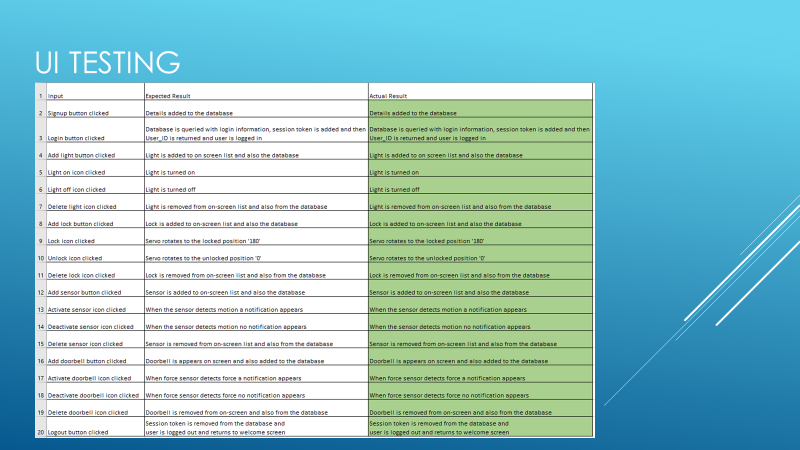 UI TESTING
1 Input Expected Result Actual Result
2 Signup button clicked Details added to the database Details added to the database
3 Login button clicked Database is queried with login information, session token is added and then User_ID is returned and user is logged in Database is queried with login information, session token is added and then User_ID is returned and user is logged in
4 Add light button clicked Light is added to on screen list and also the database Light is added to on screen list and also the database
5 Light on icon clicked Light is turned on Light is turned on
6 Light off icon clicked Light is turned off Light is turned off
7 Delete light icon clicked Light is removed from on-screen list and also from the database Light is removed from on-screen list and also from the database
8 Add lock button clicked Lock is added to on-screen list and also the database Lock is added to on-screen list and also the database
9 Lock icon clicked Servo rotates to the locked position '180' Servo rotates to the locked position '180'
10 Unlock icon clicked Servo rotates to the unlocked position '0' Servo rotates to the unlocked position '0'
11 Delete lock icon clicked Lock is removed from on-screen list and also from the database Lock is removed from on-screen list and also from the database
12 Add sensor button clicked Sensor is added to on-screen list and also the database Sensor is added to on-screen list and also the database
13 Activate sensor icon clicked When the sensor detects motion a notification appears When the sensor detects motion a notification appears
14 Deactivate sensor icon clicked When the sensor detects motion no notification appears When the sensor detects motion no notification appears
15 Delete sensor icon clicked Sensor is removed from on-screen list and also from the database Sensor is removed from on-screen list and also from the database
16 Add doorbell button clicked Doorbell is appears on screen and also added to the database Doorbell is appears on screen and also added to the database
17 Activate doorbell icon clicked When force sensor detects force a notification appears When force sensor detects force a notification appears
18 Deactivate doorbell icon clicked When force sensor detects force no notification appears When force sensor detects force no notification appears
19 Delete doorbell icon clicked Doorbell is removed from on-screen and also from the database Doorbell is removed from on-screen and also from the database
20 Logout button clicked Session token is removed from the database and user is logged out and returns to welcome screen Session token is removed from the database and user is logged out and returns to welcome screen